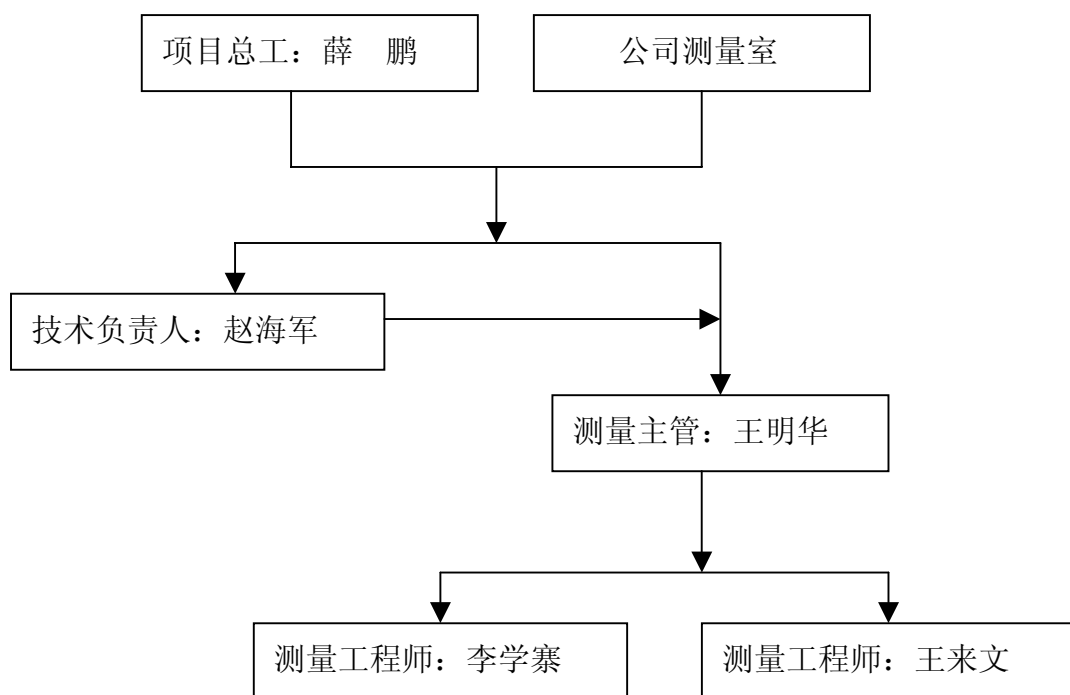 项目总工：薛　鹏
公司测量室
技术负责人：赵海军
测量主管：王明华
测量工程师：李学寨
测量工程师：王来文